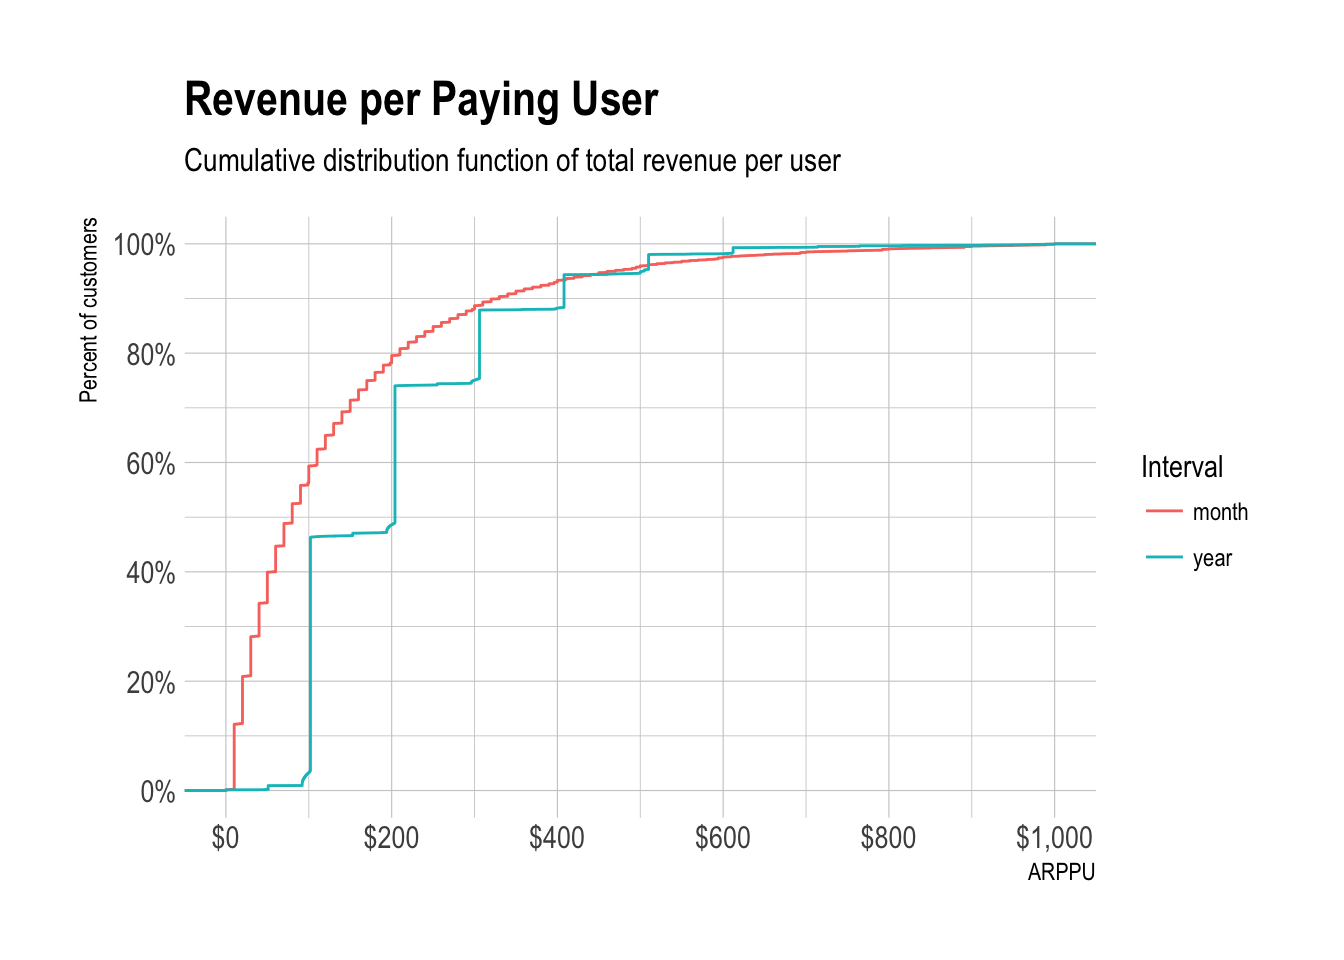 Revenue per Paying User
Cumulative distribution function of total revenue per user
Percent of customers
100%
80%
60%
40%
20%
0%
$0 $200 $400 $600 $800 $1,000
ARPPU
Interval
month
year